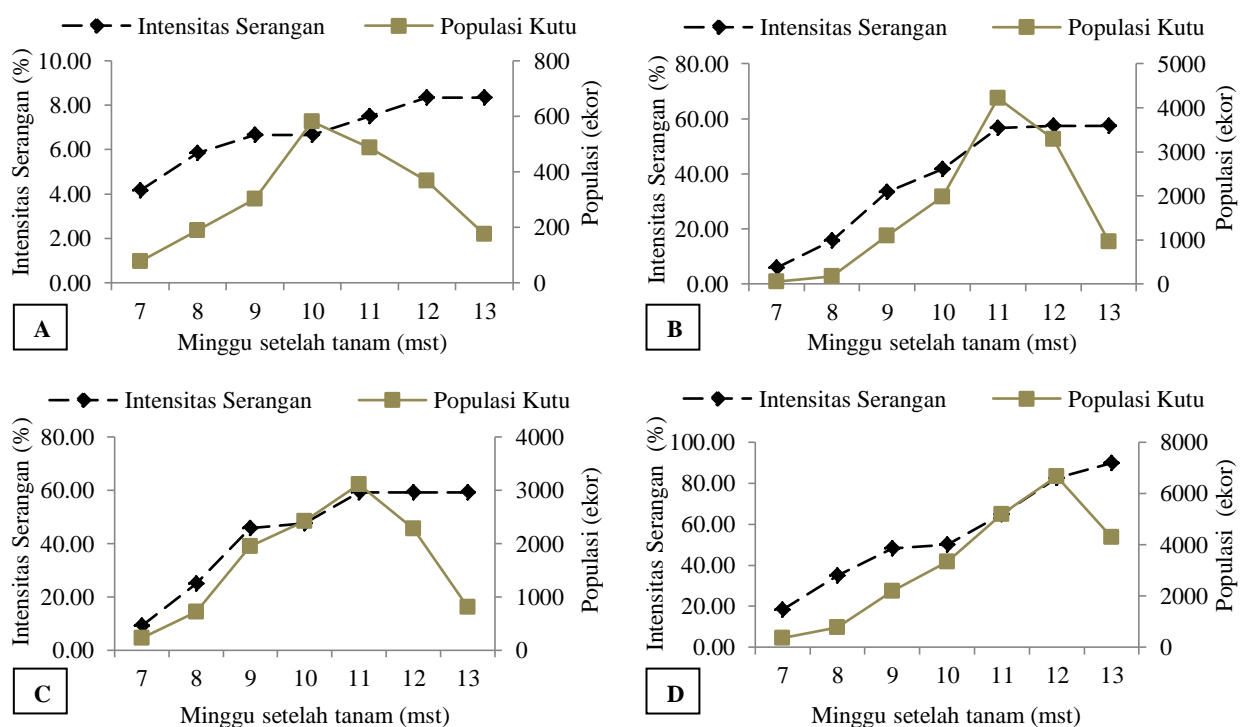 Intensitas Serangan Populasi Kutu
Intensitas Serangan (%)
10.00
8.00
6.00
4.00
2.00
0.00
800
600
400
200
0
Populasi (ekor)
7 8 9 10 11 12 13
Minggu setelah tanam (mst)
A
Intensitas Serangan Populasi Kutu
Intensitas Serangan (%)
80.00
60.00
40.00
20.00
0.00
5000
4000
3000
2000
1000
0
Populasi (ekor)
7 8 9 10 11 12 13
Minggu setelah tanam (mst)
B
Intensitas Serangan Populasi Kutu
Intensitas Serangan (%)
80.00
60.00
40.00
20.00
0.00
4000
3000
2000
1000
0
Populasi (ekor)
7 8 9 10 11 12 13
Minggu setelah tanam (mst)
C
Intensitas Serangan Populasi Kutu
Intensitas Serangan (%)
100.00
80.00
60.00
40.00
20.00
0.00
8000
6000
4000
2000
0
Populasi (ekor)
7 8 9 10 11 12 13
Minggu setelah tanam (mst)
D